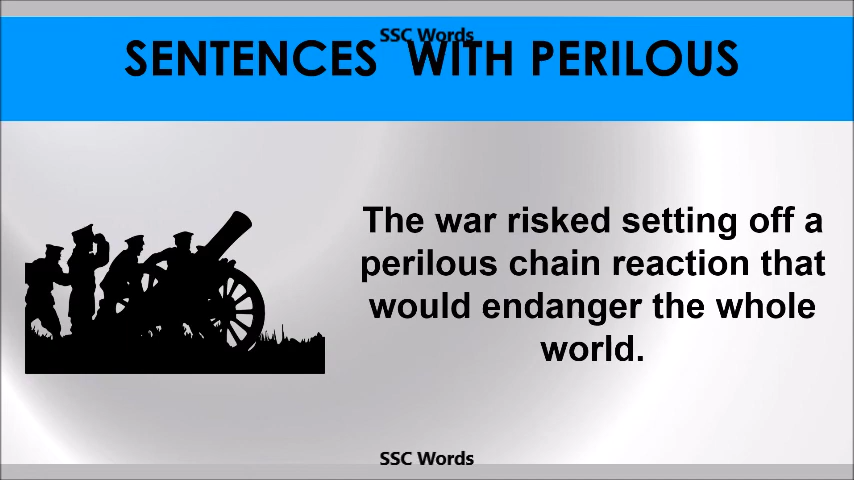 SSC Words
SENTENCES WITH PERILOUS
The war risked setting off a
perilous chain reaction that
would endanger the whole
world.
SSC Words